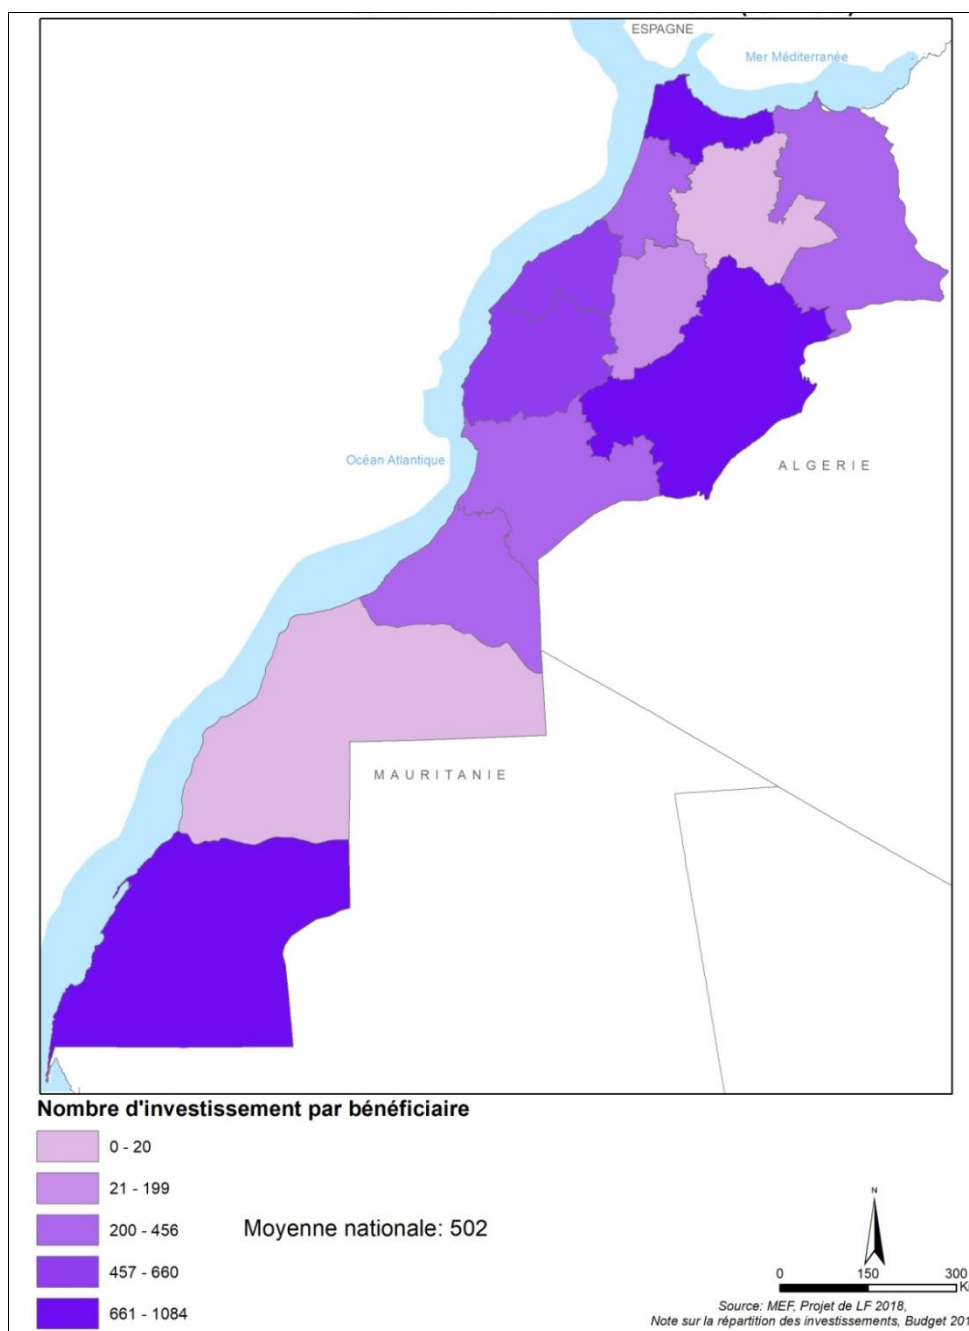 ESPAGNE
Mer Méditerranée
Océan Atlantique
ALGERIE
MAURITANIE
Nombre d'investissement par bénéficiaire
0 - 20
21 - 199
200 - 456
Moyenne nationale: 502
457 - 660
661 - 1084
N
0 150 300
Source: MEF, Projet de LF 2018,
Note sur la répartition des investissements, Budget 201